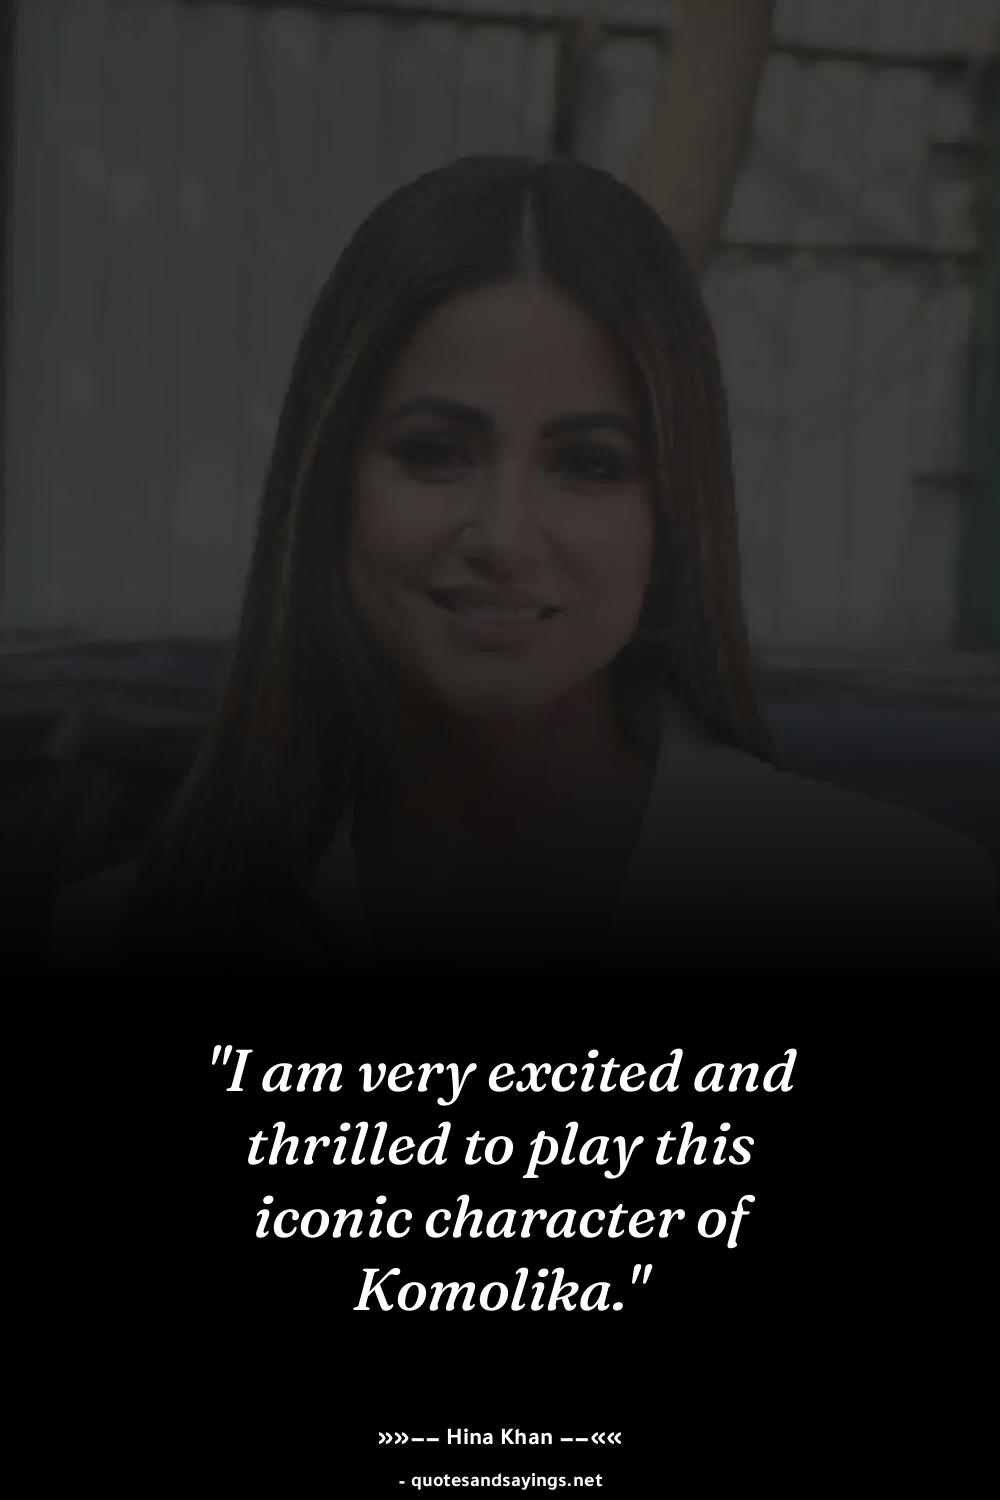 "I am very excited and
thrilled to play this
iconic character of
Komolika."
»»–– Hina Khan ––««
- quotesandsayings.net